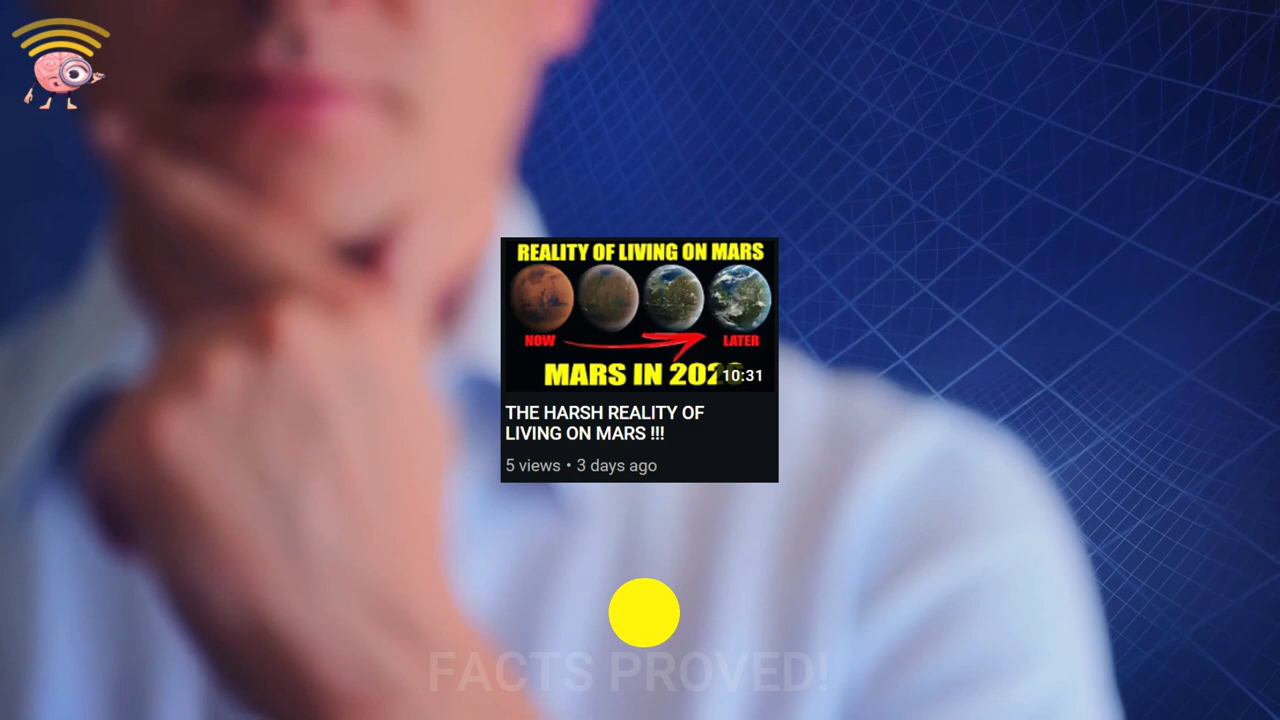 REALITY OF LIVING ON MARS
NOW
LATER
MARS IN
10:31
THE HARSH REALITY OF
LIVING ON MARS !!!
5 views • 3 days ago
FACTS PROVED!